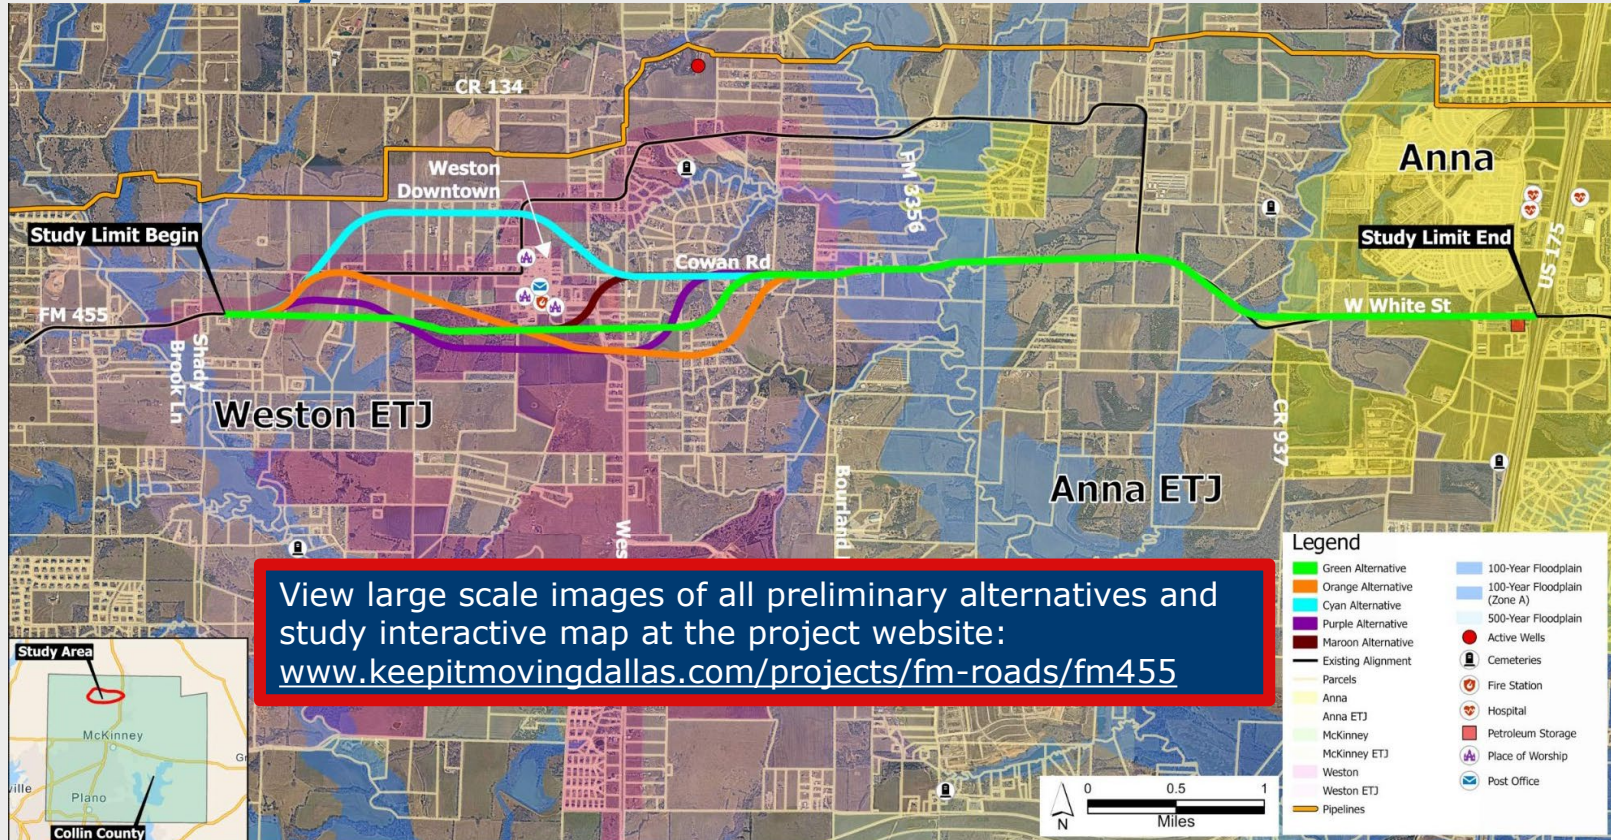 CR 134
Weston
Downtown
FM 3356
Anna
Study Limit Begin
Study Limit End
US 175
Cowan Rd
FM 455
W White St
Shady
Brook Ln
Weston ETJ
CR 937
Anna ETJ
Bourland
Wes
View large scale images of all preliminary alternatives and
study interactive map at the project website:
www.keepitmovingdallas.com/projects/fm-roads/fm455
Legend
Green Alternative
Orange Alternative
Cyan Alternative
Purple Alternative
Maroon Alternative
Existing Alignment
Parcels
Anna
Anna ETJ
McKinney
McKinney ETJ
Weston
Weston ETJ
Pipelines
100-Year Floodplain
100-Year Floodplain
(Zone A)
500-Year Floodplain
Active Wells
Cemeteries
Fire Station
Hospital
Petroleum Storage
Place of Worship
Post Office
Study Area
McKinney
Gr
ville
Plano
Collin County
N
0 0.5 1
Miles